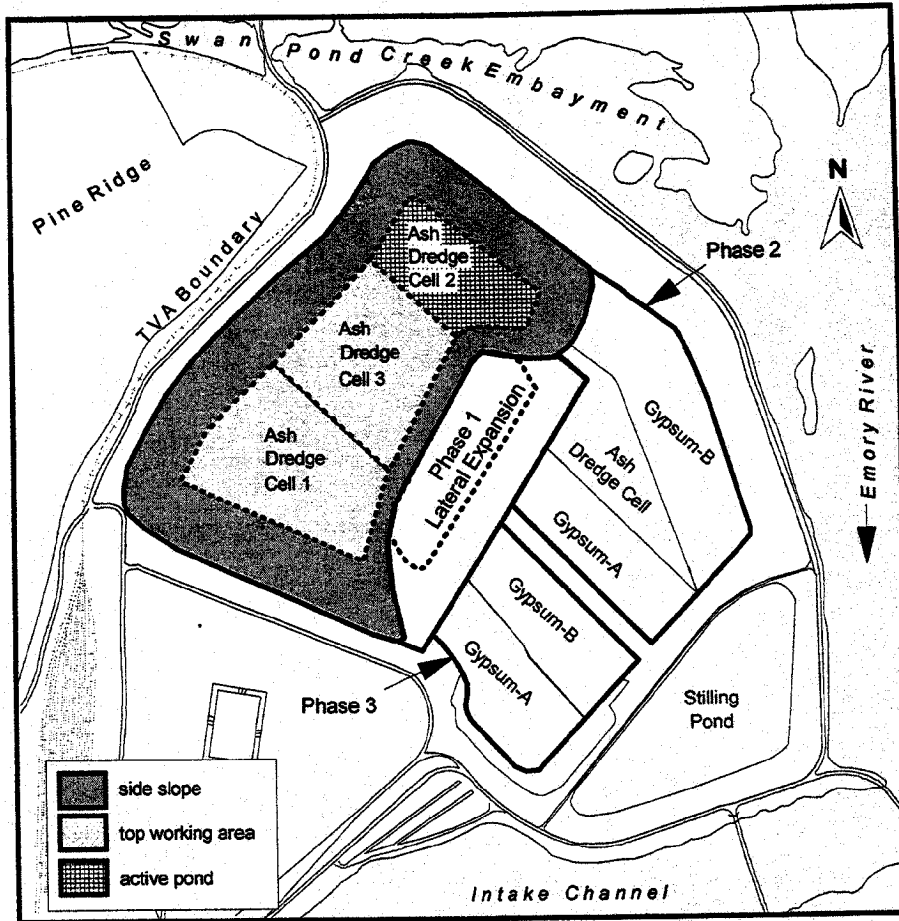 Swan Pond Creek Embayment
Pine Ridge
N
Ash
Dredge
Cell 2
Phase 2
TVA Boundary
Ash
Dredge
Cell 3
Gypsum-B
Emory River
Phase 1
Lateral Expansion
Ash
Dredge Cell
Ash
Dredge
Cell 1
Gypsum-A
Gypsum-B
Gypsum-A
Phase 3
Stilling
Pond
side slope
top working area
active pond
Intake Channel